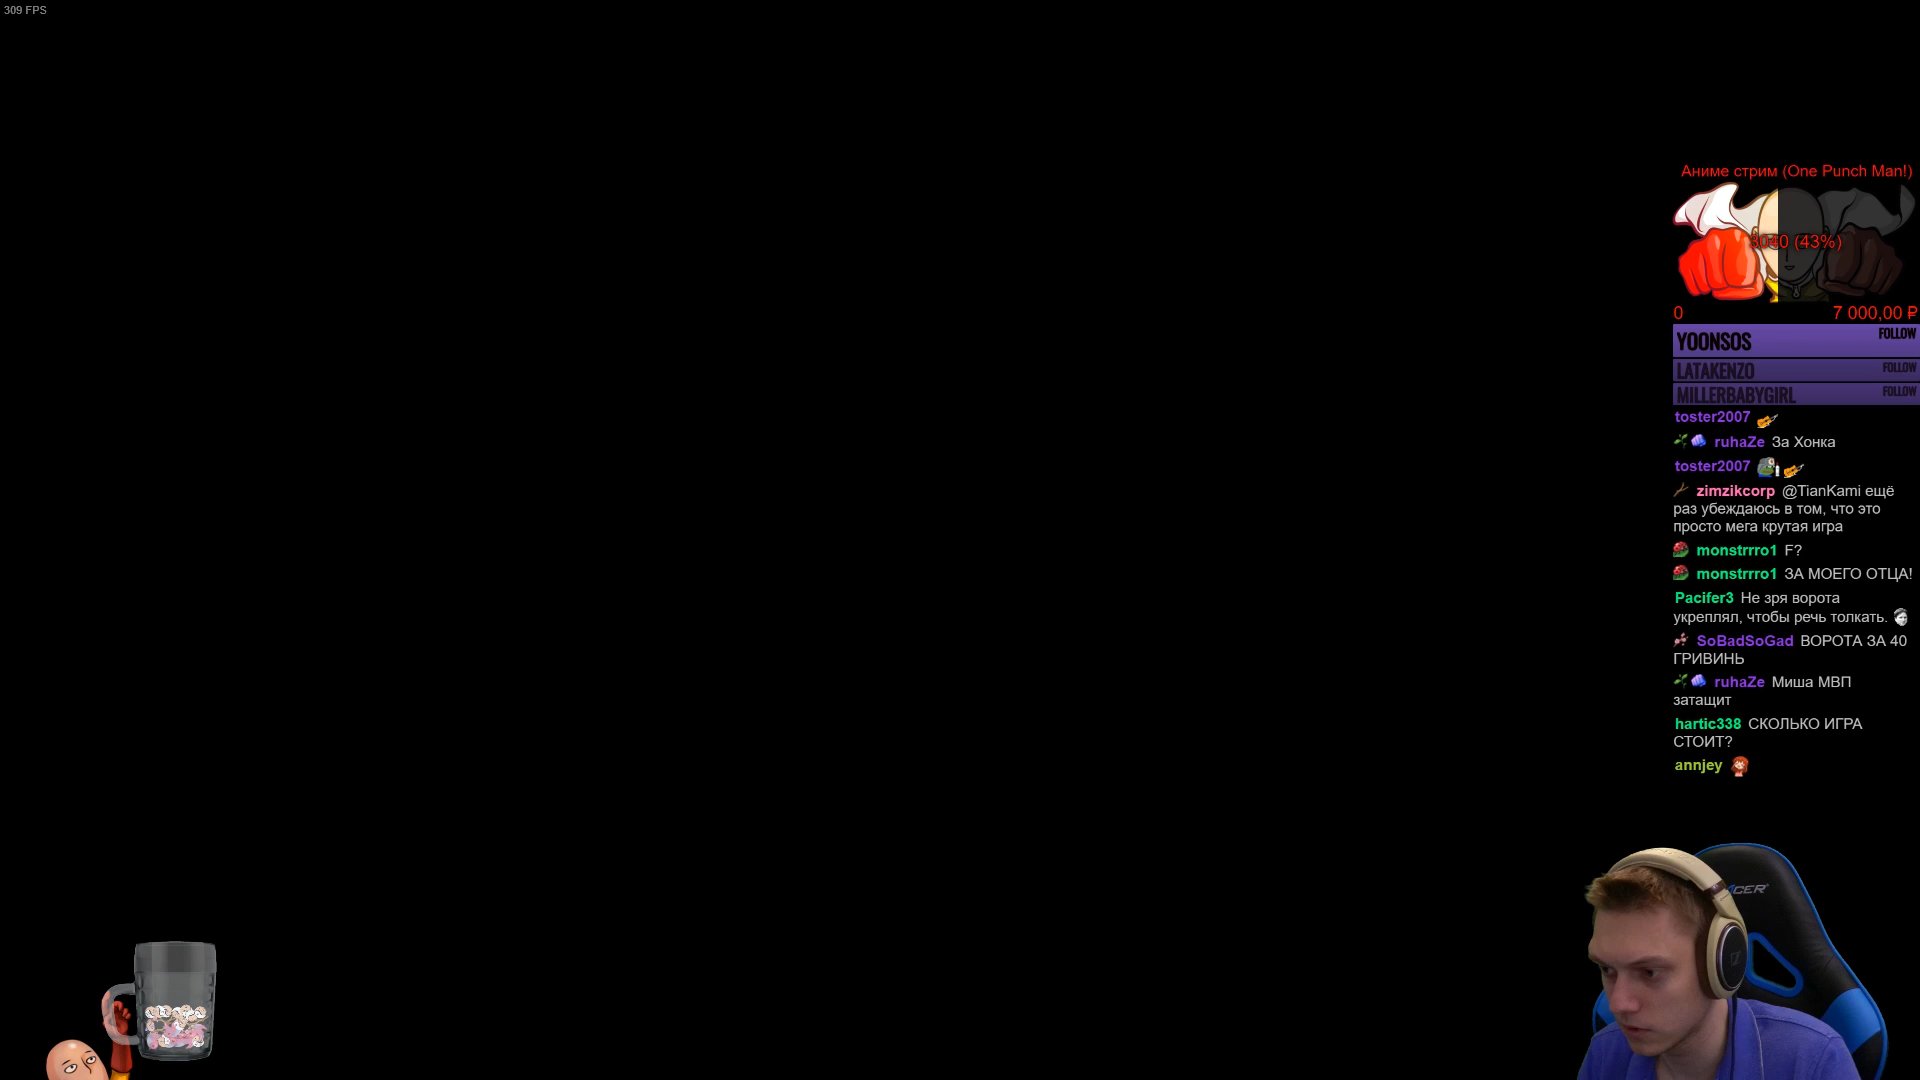 309 FPS
Аниме стрим (One Punch Man!)
3040 (43%)
0
7 000,00 ₽
YOONSOS
FOLLOW
LATAKENZO
FOLLOW
MILLERBABYGIRL
FOLLOW
toster2007
ruhaZe За Хонка
toster2007
zimzikcorp @TianKami ещё
раз убеждаюсь в том, что это
просто мега крутая игра
monstrrro1 F?
monstrrro1 ЗА МОЕГО ОТЦА!
Pacifer3 Не зря ворота
укреплял, чтобы речь толкать.
SoBadSoGad ВОРОТА ЗА 40
ГРИВИНЬ
ruhaZe Миша МВП
затащит
hartic338 СКОЛЬКО ИГРА
СТОИТ?
annjey